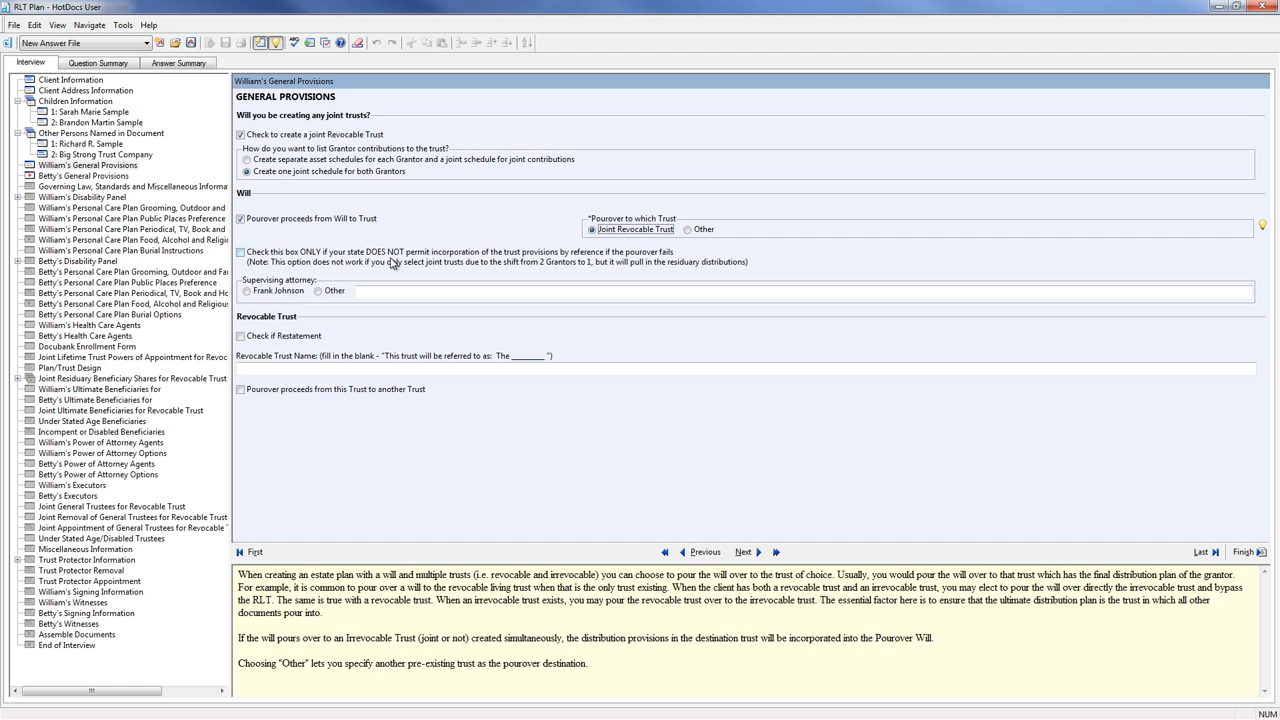 RLT Plan - HotDocs User
File Edit View Navigate Tools Help
New Answer File
Interview Question Summary Answer Summary
Client Information
Client Address Information
Children Information
1: Sarah Marie Sample
2: Brandon Martin Sample
Other Persons Named in Document
1: Richard R. Sample
2: Big Strong Trust Company
William's General Provisions
Betty's General Provisions
Governing Law, Standards and Miscellaneous Informa
William's Disability Panel
William's Personal Care Plan Grooming, Outdoor and
William's Personal Care Plan Public Places Preference
William's Personal Care Plan Periodical, TV, Book and
William's Personal Care Plan Food, Alcohol and Religio
William's Personal Care Plan Burial Instructions
Betty's Disability Panel
Betty's Personal Care Plan Grooming, Outdoor and Fa
Betty's Personal Care Plan Public Places Preference
Betty's Personal Care Plan Periodical, TV, Book and H
Betty's Personal Care Plan Food, Alcohol and Religious
Betty's Personal Care Plan Burial Options
William's Health Care Agents
Betty's Health Care Agents
Docubank Enrollment Form
Joint Lifetime Trust Powers of Appointment for Revoc
Plan/Trust Design
Joint Residuary Beneficiary Shares for Revocable Trust
William's Ultimate Beneficiaries for
Betty's Ultimate Beneficiaries for
Joint Ultimate Beneficiaries for Revocable Trust
Under Stated Age Beneficiaries
Incompent or Disabled Beneficiaries
William's Power of Attorney Agents
William's Power of Attorney Options
Betty's Power of Attorney Agents
Betty's Power of Attorney Options
William's Executors
Betty's Executors
Joint General Trustees for Revocable Trust
Joint Removal of General Trustees for Revocable Trust
Joint Appointment of General Trustees for Revocable T
Under Stated Age/Disabled Trustees
Miscellaneous Information
Trust Protector Information
Trust Protector Removal
Trust Protector Appointment
William's Signing Information
William's Witnesses
Betty's Signing Information
Betty's Witnesses
Assemble Documents
End of Interview
William's General Provisions
GENERAL PROVISIONS
Will you be creating any joint trusts?
Check to create a joint Revocable Trust
How do you want to list Grantor contributions to the trust?
Create separate asset schedules for each Grantor and a joint schedule for joint contributions
Create one joint schedule for both Grantors
Will
Pourover proceeds from Will to Trust
*Pourover to which Trust
Joint Revocable Trust Other
Check this box ONLY if your state DOES NOT permit incorporation of the trust provisions by reference if the pourover fails
(Note: This option does not work if you only select joint trusts due to the shift from 2 Grantors to 1, but it will pull in the residuary distributions)
Supervising attorney:
Frank Johnson Other
Revocable Trust
Check if Restatement
Revocable Trust Name: (fill in the blank - "This trust will be referred to as: The ________ ")
Pourover proceeds from this Trust to another Trust
First Previous Next Last Finish
When creating an estate plan with a will and multiple trusts (i.e. revocable and irrevocable) you can choose to pour the will over to the trust of choice. Usually, you would pour the will over to that trust which has the final distribution plan of the grantor.
For example, it is common to pour over a will to the revocable living trust when that is the only trust existing. When the client has both a revocable trust and an irrevocable trust, you may elect to pour the will over directly the irrevocable trust and bypass
the RLT. The same is true with a revocable trust. When an irrevocable trust exists, you may pour the revocable trust over to the irrevocable trust. The essential factor here is to ensure that the ultimate distribution plan is the trust in which all other
documents pour into.
If the will pours over to an Irrevocable Trust (joint or not) created simultaneously, the distribution provisions in the destination trust will be incorporated into the Pourover Will.
Choosing "Other" lets you specify another pre-existing trust as the pourover destination.
NUM